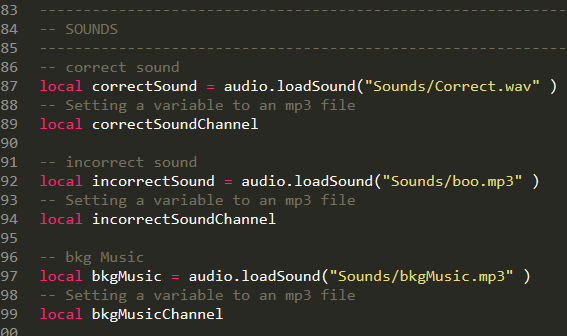 83 -----------------------------------------------------------------
84 -- SOUNDS
85 -----------------------------------------------------------------
86 -- correct sound
87 local correctSound = audio.loadSound("Sounds/Correct.wav" )
88 -- Setting a variable to an mp3 file
89 local correctSoundChannel
90
91 -- incorrect sound
92 local incorrectSound = audio.loadSound("Sounds/boo.mp3" )
93 -- Setting a variable to an mp3 file
94 local incorrectSoundChannel
95
96 -- bkg Music
97 local bkgMusic = audio.loadSound("Sounds/bkgMusic.mp3" )
98 -- Setting a variable to an mp3 file
99 local bkgMusicChannel
00